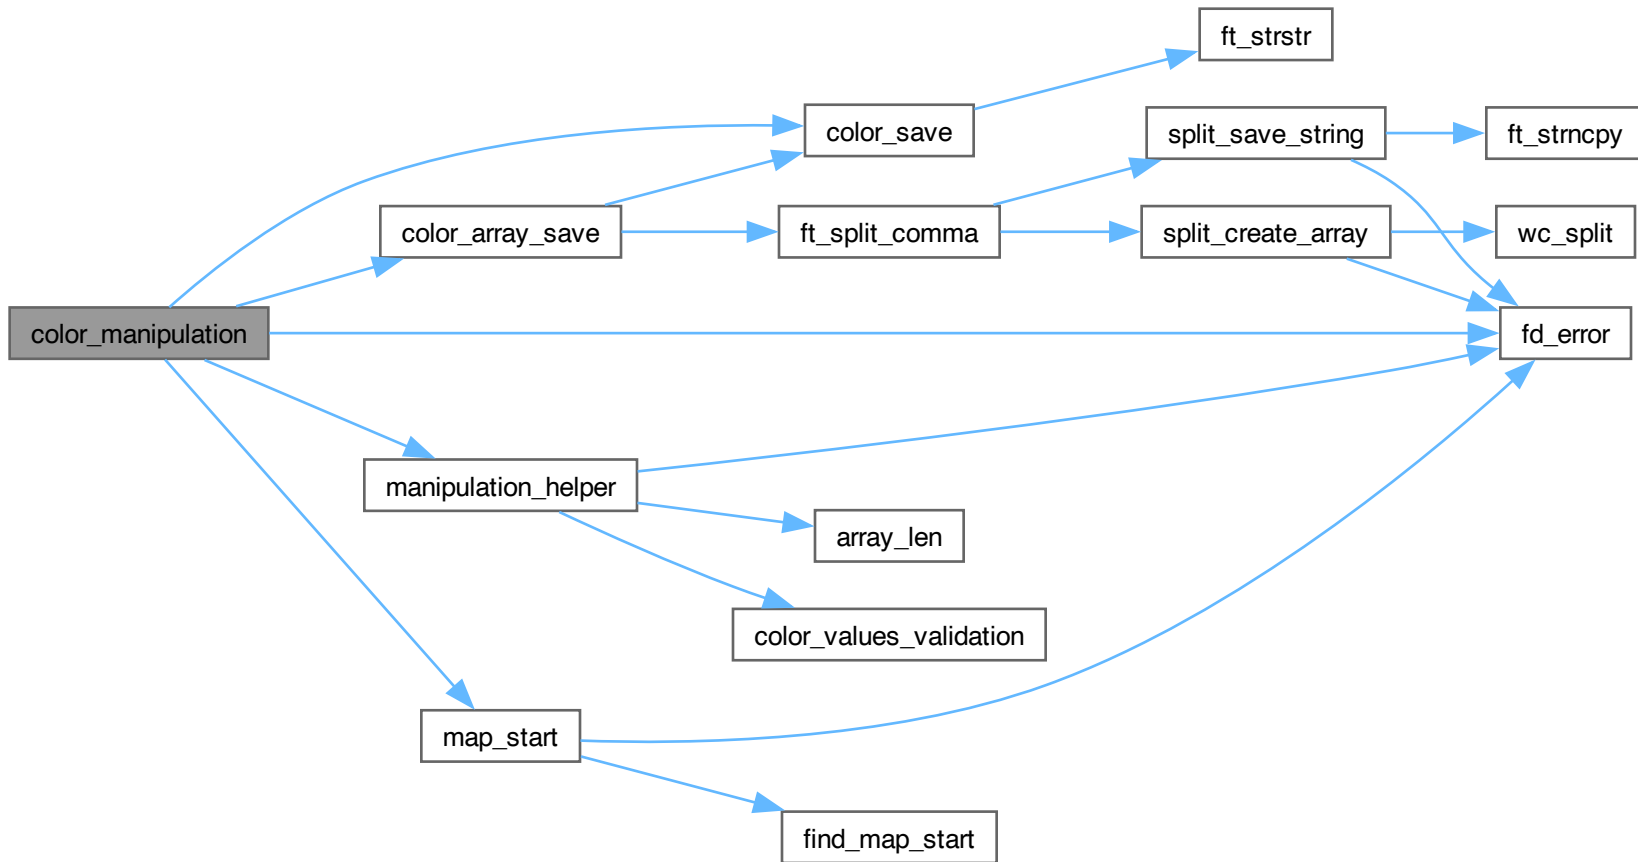 ft_strstr
color_save
split_save_string
ft_strncpy
color_array_save
ft_split_comma
split_create_array
wc_split
color_manipulation
fd_error
manipulation_helper
array_len
color_values_validation
map_start
find_map_start